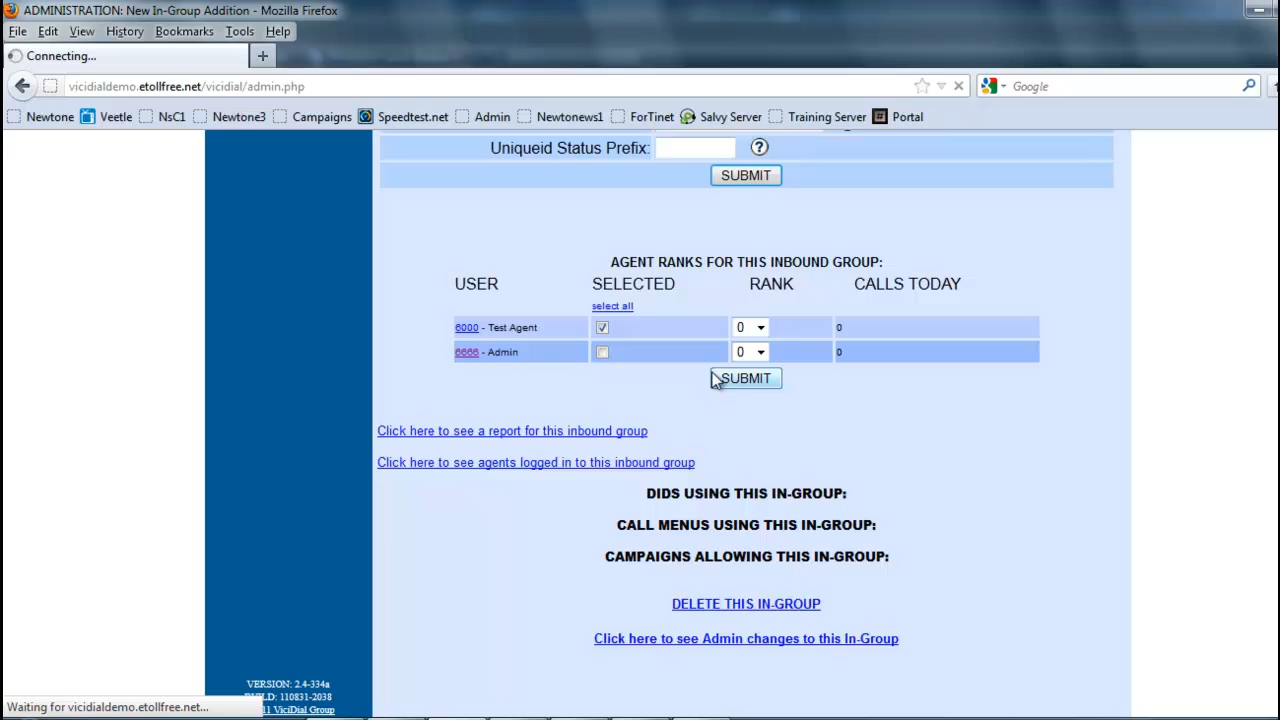 ADMINISTRATION: New In-Group Addition - Mozilla Firefox
File Edit View History Bookmarks Tools Help
Connecting...
vicidialdemo.etollfree.net/vicidial/admin.php Google
Newtone Veetle NsC1 Newtone3 Campaigns Speedtest.net Admin Newtonews1 ForTinet Salvy Server Training Server Portal
Uniqueid Status Prefix: ?
SUBMIT
AGENT RANKS FOR THIS INBOUND GROUP:
USER SELECTED RANK CALLS TODAY
select all
6000 - Test Agent 0 0
6666 - Admin 0 0
SUBMIT
Click here to see a report for this inbound group
Click here to see agents logged in to this inbound group
DIDS USING THIS IN-GROUP:
CALL MENUS USING THIS IN-GROUP:
CAMPAIGNS ALLOWING THIS IN-GROUP:
DELETE THIS IN-GROUP
Click here to see Admin changes to this In-Group
VERSION: 2.4-334a
LD: 110831-2038
11 ViciDial Group
Waiting for vicidialdemo.etollfree.net...